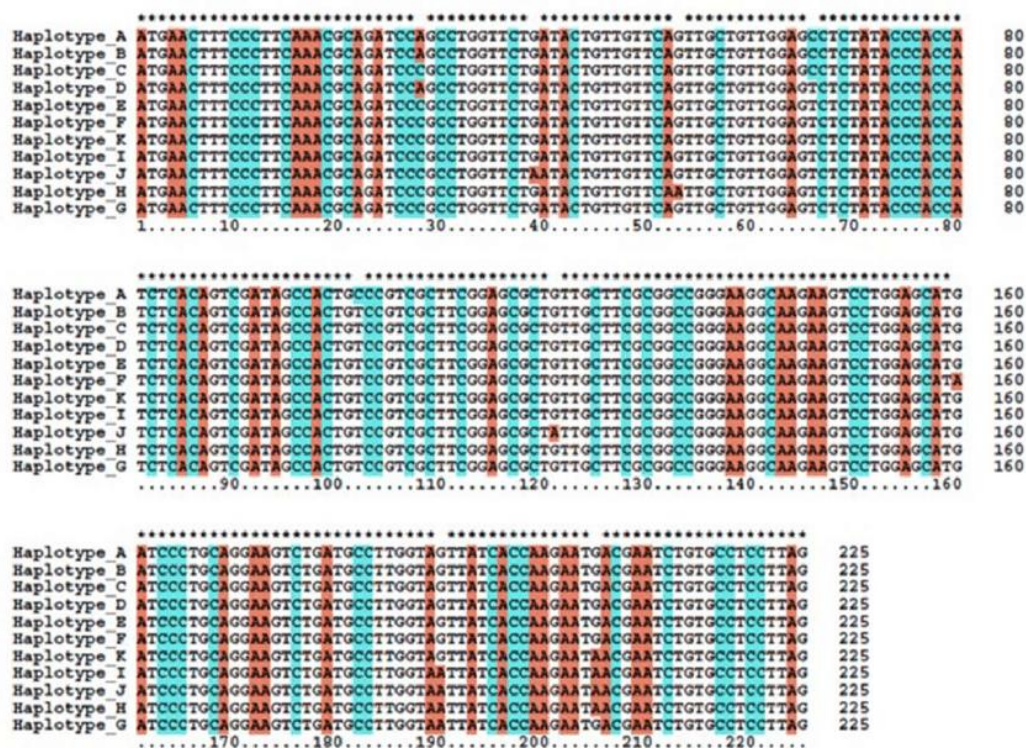 *************************** ********** ************* ************* *************
Haplotype_A ATGAACTTTCCCTTCAAACGCAGATCCAGCCTGGTTCTGATACTGTTGTTCAGTTGCTGTTGGAGCCTCTATACCCACCA 80
Haplotype_B ATGAACTTTCCCTTCAAACGCAGATCCAGCCTGGTTCTGATACTGTTGTTCAGTTGCTGTTGGAGTCTCTATACCCACCA 80
Haplotype_C ATGAACTTTCCCTTCAAACGCAGATCCCGCCTGGTTCTGATACTGTTGTTCAGTTGCTGTTGGAGCCTCTATACCCACCA 80
Haplotype_D ATGAACTTTCCCTTCAAACGCAGATCCAGCCTGGTTCTGATACTGTTGTTCAGTTGCTGTTGGAGTCTCTATACCCACCA 80
Haplotype_E ATGAACTTTCCCTTCAAACGCAGATCCCGCCTGGTTCTGATACTGTTGTTCAGTTGCTGTTGGAGTCTCTATACCCACCA 80
Haplotype_F ATGAACTTTCCCTTCAAACGCAGATCCCGCCTGGTTCTGATACTGTTGTTCAGTTGCTGTTGGAGTCTCTATACCCACCA 80
Haplotype_K ATGAACTTTCCCTTCAAACGCAGATCCCGCCTGGTTCTGATACTGTTGTTCAGTTGCTGTTGGAGTCTCTATACCCACCA 80
Haplotype_I ATGAACTTTCCCTTCAAACGCAGATCCCGCCTGGTTCTGATACTGTTGTTCAGTTGCTGTTGGAGTCTCTATACCCACCA 80
Haplotype_J ATGAACTTTCCCTTCAAACGCAGATCCCGCCTGGTTCTAATACTGTTGTTCAGTTGCTGTTGGAGTCTCTATACCCACCA 80
Haplotype_H ATGAACTTTCCCTTCAAACGCAGATCCCGCCTGGTTCTGATACTGTTGTTCAATTGCTGTTGGAGTCTCTATACCCACCA 80
Haplotype_G ATGAACTTTCCCTTCAAACGCAGATCCCGCCTGGTTCTGATACTGTTGTTCAGTTGCTGTTGGAGTCTCTATACCCACCA 80
1.......10........20........30........40........50........60........70........80
********************* ****************** **************************************
Haplotype_A TCTCACAGTCGATAGCCACTGCCCGTCGCTTCGGAGCGCTGTTGCTTCGCGGCCGGGAAGGCAAGAAGTCCTGGAGCATG 160
Haplotype_B TCTCACAGTCGATAGCCACTGTCCGTCGCTTCGGAGCGCTGTTGCTTCGCGGCCGGGAAGGCAAGAAGTCCTGGAGCATG 160
Haplotype_C TCTCACAGTCGATAGCCACTGTCCGTCGCTTCGGAGCGCTGTTGCTTCGCGGCCGGGAAGGCAAGAAGTCCTGGAGCATG 160
Haplotype_D TCTCACAGTCGATAGCCACTGTCCGTCGCTTCGGAGCGCTGTTGCTTCGCGGCCGGGAAGGCAAGAAGTCCTGGAGCATG 160
Haplotype_E TCTCACAGTCGATAGCCACTGTCCGTCGCTTCGGAGCGCTGTTGCTTCGCGGCCGGGAAGGCAAGAAGTCCTGGAGCATG 160
Haplotype_F TCTCACAGTCGATAGCCACTGTCCGTCGCTTCGGAGCGCTGTTGCTTCGCGGCCGGGAAGGCAAGAAGTCCTGGAGCATA 160
Haplotype_K TCTCACAGTCGATAGCCACTGTCCGTCGCTTCGGAGCGCTGTTGCTTCGCGGCCGGGAAGGCAAGAAGTCCTGGAGCATG 160
Haplotype_I TCTCACAGTCGATAGCCACTGTCCGTCGCTTCGGAGCGCTGTTGCTTCGCGGCCGGGAAGGCAAGAAGTCCTGGAGCATG 160
Haplotype_J TCTCACAGTCGATAGCCACTGTCCGTCGCTTCGGAGCGCTATTGCTTCGCGGCCGGGAAGGCAAGAAGTCCTGGAGCATG 160
Haplotype_H TCTCACAGTCGATAGCCACTGTCCGTCGCTTCGGAGCGCTGTTGCTTCGCGGCCGGGAAGGCAAGAAGTCCTGGAGCATG 160
Haplotype_G TCTCACAGTCGATAGCCACTGTCCGTCGCTTCGGAGCGCTGTTGCTTCGCGGCCGGGAAGGCAAGAAGTCCTGGAGCATG 160
........90.......100.......110.......120.......130.......140.......150.......160
***************************** ************** ********************
Haplotype_A ATCCCTGCAGGAAGTCTGATGCCTTGGTAGTTATCACCAAGAATGACGAATCTGTGCCTCCTTAG 225
Haplotype_B ATCCCTGCAGGAAGTCTGATGCCTTGGTAGTTATCACCAAGAATGACGAATCTGTGCCTCCTTAG 225
Haplotype_C ATCCCTGCAGGAAGTCTGATGCCTTGGTAGTTATCACCAAGAATGACGAATCTGTGCCTCCTTAG 225
Haplotype_D ATCCCTGCAGGAAGTCTGATGCCTTGGTAGTTATCACCAAGAATGACGAATCTGTGCCTCCTTAG 225
Haplotype_E ATCCCTGCAGGAAGTCTGATGCCTTGGTAGTTATCACCAAGAATGACGAATCTGTGCCTCCTTAG 225
Haplotype_F ATCCCTGCAGGAAGTCTGATGCCTTGGTAGTTATCACCAAGAATGACGAATCTGTGCCTCCTTAG 225
Haplotype_K ATCCCTGCAGGAAGTCTGATGCCTTGGTAGTTATCACCAAGAATAACGAATCTGTGCCTCCTTAG 225
Haplotype_I ATCCCTGCAGGAAGTCTGATGCCTTGGTAATTATCACCAAGAATGACGAATCTGTGCCTCCTTAG 225
Haplotype_J ATCCCTGCAGGAAGTCTGATGCCTTGGTAATTATCACCAAGAATAACGAATCTGTGCCTCCTTAG 225
Haplotype_H ATCCCTGCAGGAAGTCTGATGCCTTGGTAATTATCACCAAGAATAACGAATCTGTGCCTCCTTAG 225
Haplotype_G ATCCCTGCAGGAAGTCTGATGCCTTGGTAATTATCACCAAGAATGACGAATCTGTGCCTCCTTAG 225
.......170.......180.......190.......200.......210.......220.....